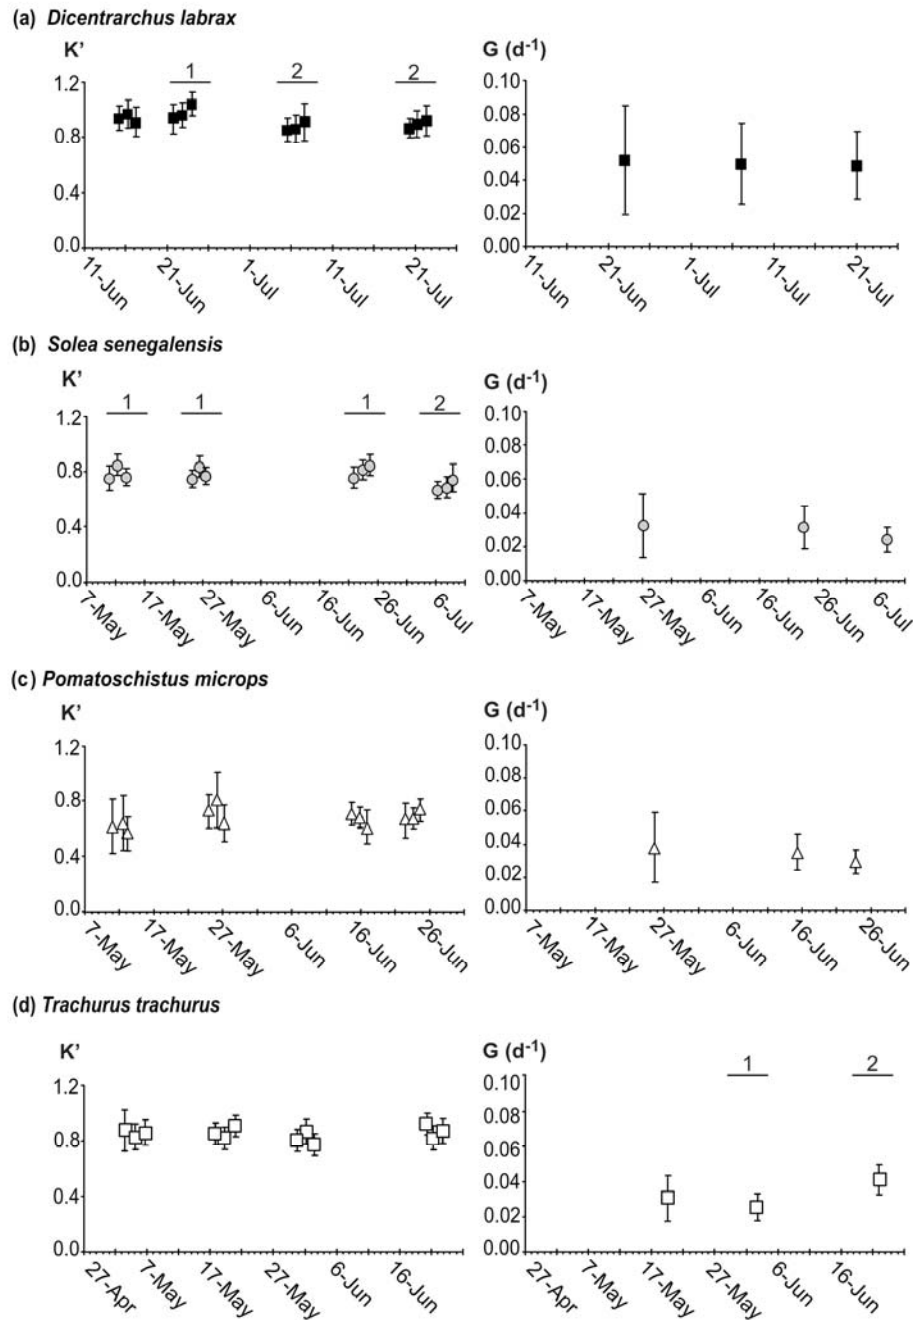 (a) Dicentrarchus labrax
K' G (d⁻¹)
1 2 2
1.2 0.10
0.8 0.08
0.4 0.06
0.0 0.04
0.02
0.00
11-Jun 21-Jun 1-Jul 11-Jul 21-Jul 11-Jun 21-Jun 1-Jul 11-Jul 21-Jul
(b) Solea senegalensis
K' G (d⁻¹)
1 1 1 2
1.2 0.10
0.8 0.08
0.4 0.06
0.0 0.04
0.02
0.00
7-May 17-May 27-May 6-Jun 16-Jun 26-Jun 6-Jul 7-May 17-May 27-May 6-Jun 16-Jun 26-Jun 6-Jul
(c) Pomatoschistus microps
K' G (d⁻¹)
1.2 0.10
0.8 0.08
0.4 0.06
0.0 0.04
0.02
0.00
7-May 17-May 27-May 6-Jun 16-Jun 26-Jun 7-May 17-May 27-May 6-Jun 16-Jun 26-Jun
(d) Trachurus trachurus
K' G (d⁻¹)
1 2
1.2 0.10
0.8 0.08
0.4 0.06
0.0 0.04
0.02
0.00
27-Apr 7-May 17-May 27-May 6-Jun 16-Jun 27-Apr 7-May 17-May 27-May 6-Jun 16-Jun